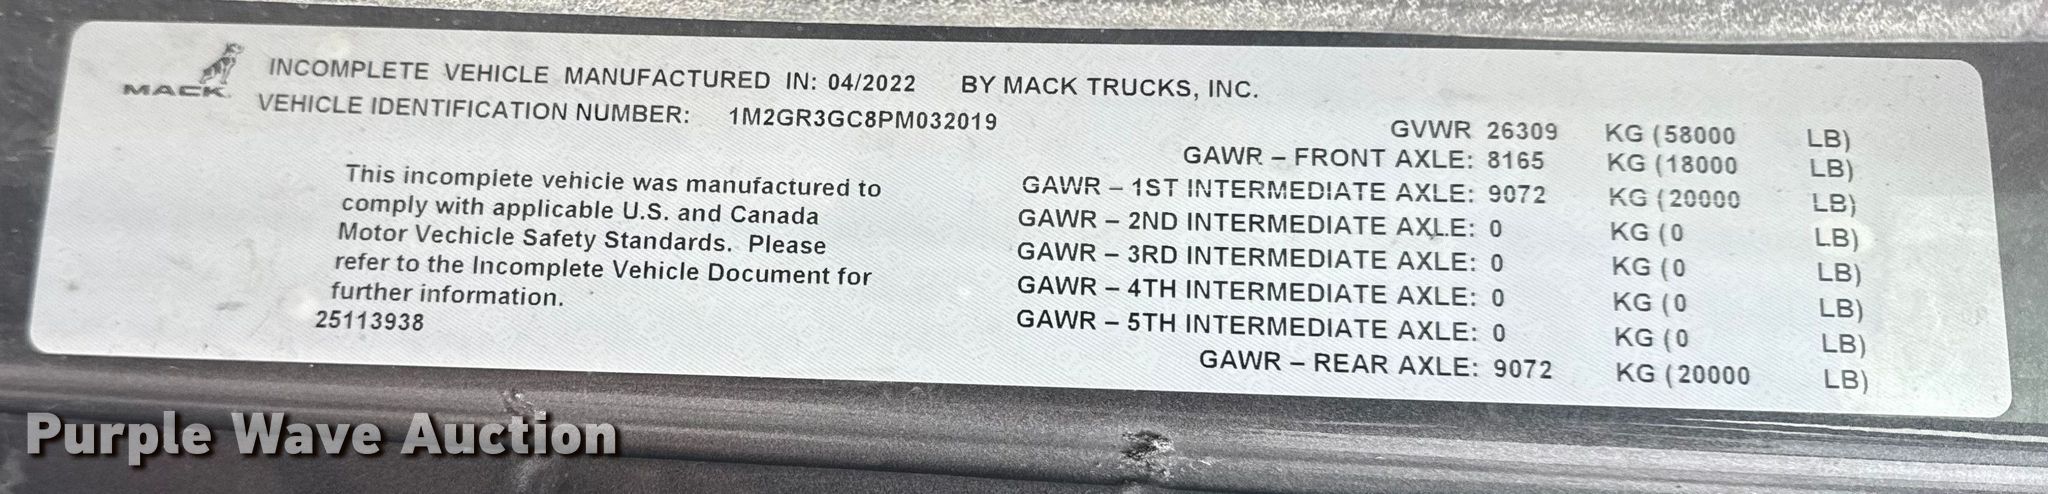 MACK
INCOMPLETE VEHICLE MANUFACTURED IN: 04/2022 BY MACK TRUCKS, INC.
VEHICLE IDENTIFICATION NUMBER: 1M2GR3GC8PM032019
This incomplete vehicle was manufactured to
comply with applicable U.S. and Canada
Motor Vechicle Safety Standards. Please
refer to the Incomplete Vehicle Document for
further information.
25113938
GVWR 26309 KG (58000 LB)
GAWR – FRONT AXLE: 8165 KG (18000 LB)
GAWR – 1ST INTERMEDIATE AXLE: 9072 KG (20000 LB)
GAWR – 2ND INTERMEDIATE AXLE: 0 KG (0 LB)
GAWR – 3RD INTERMEDIATE AXLE: 0 KG (0 LB)
GAWR – 4TH INTERMEDIATE AXLE: 0 KG (0 LB)
GAWR – 5TH INTERMEDIATE AXLE: 0 KG (0 LB)
GAWR – REAR AXLE: 9072 KG (20000 LB)
Purple Wave Auction